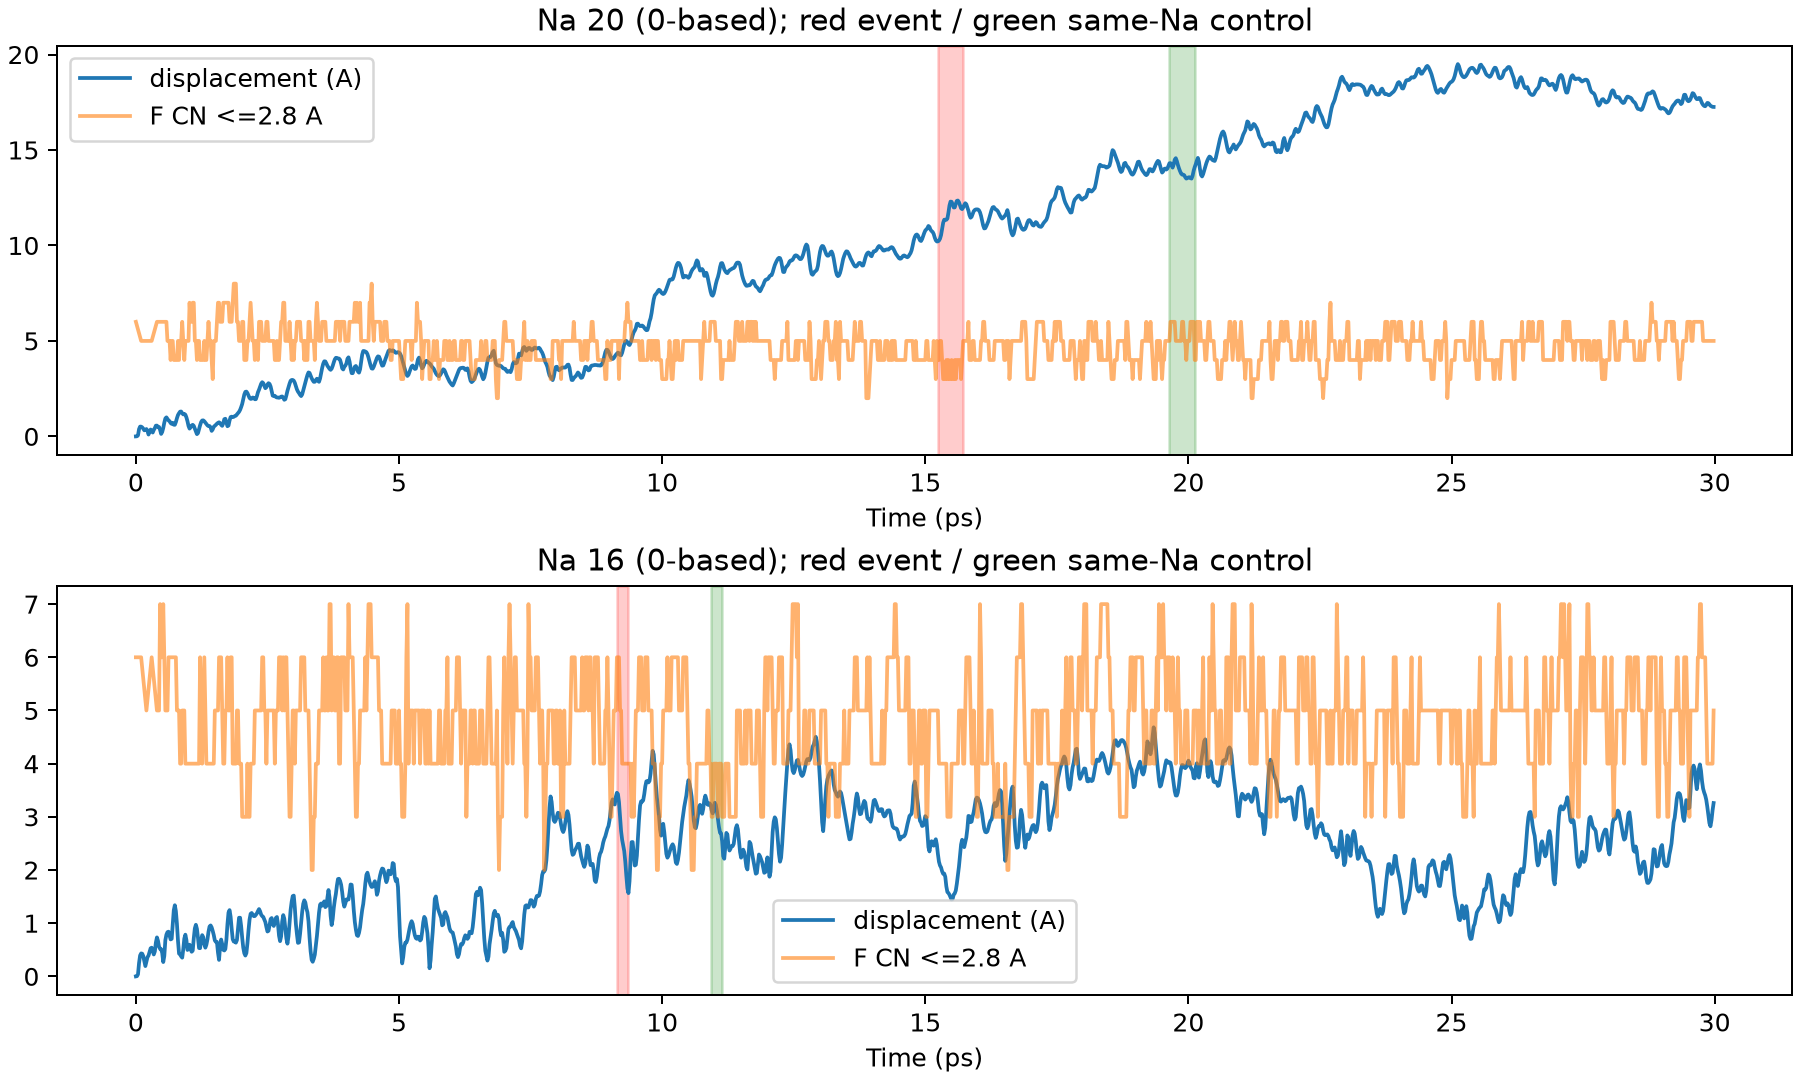 Na 20 (0-based); red event / green same-Na control
displacement (A)
F CN <=2.8 A
20
15
10
5
0
0 5 10 15 20 25 30
Time (ps)
Na 16 (0-based); red event / green same-Na control
7
6
5
4
3
2
1
0
displacement (A)
F CN <=2.8 A
0 5 10 15 20 25 30
Time (ps)